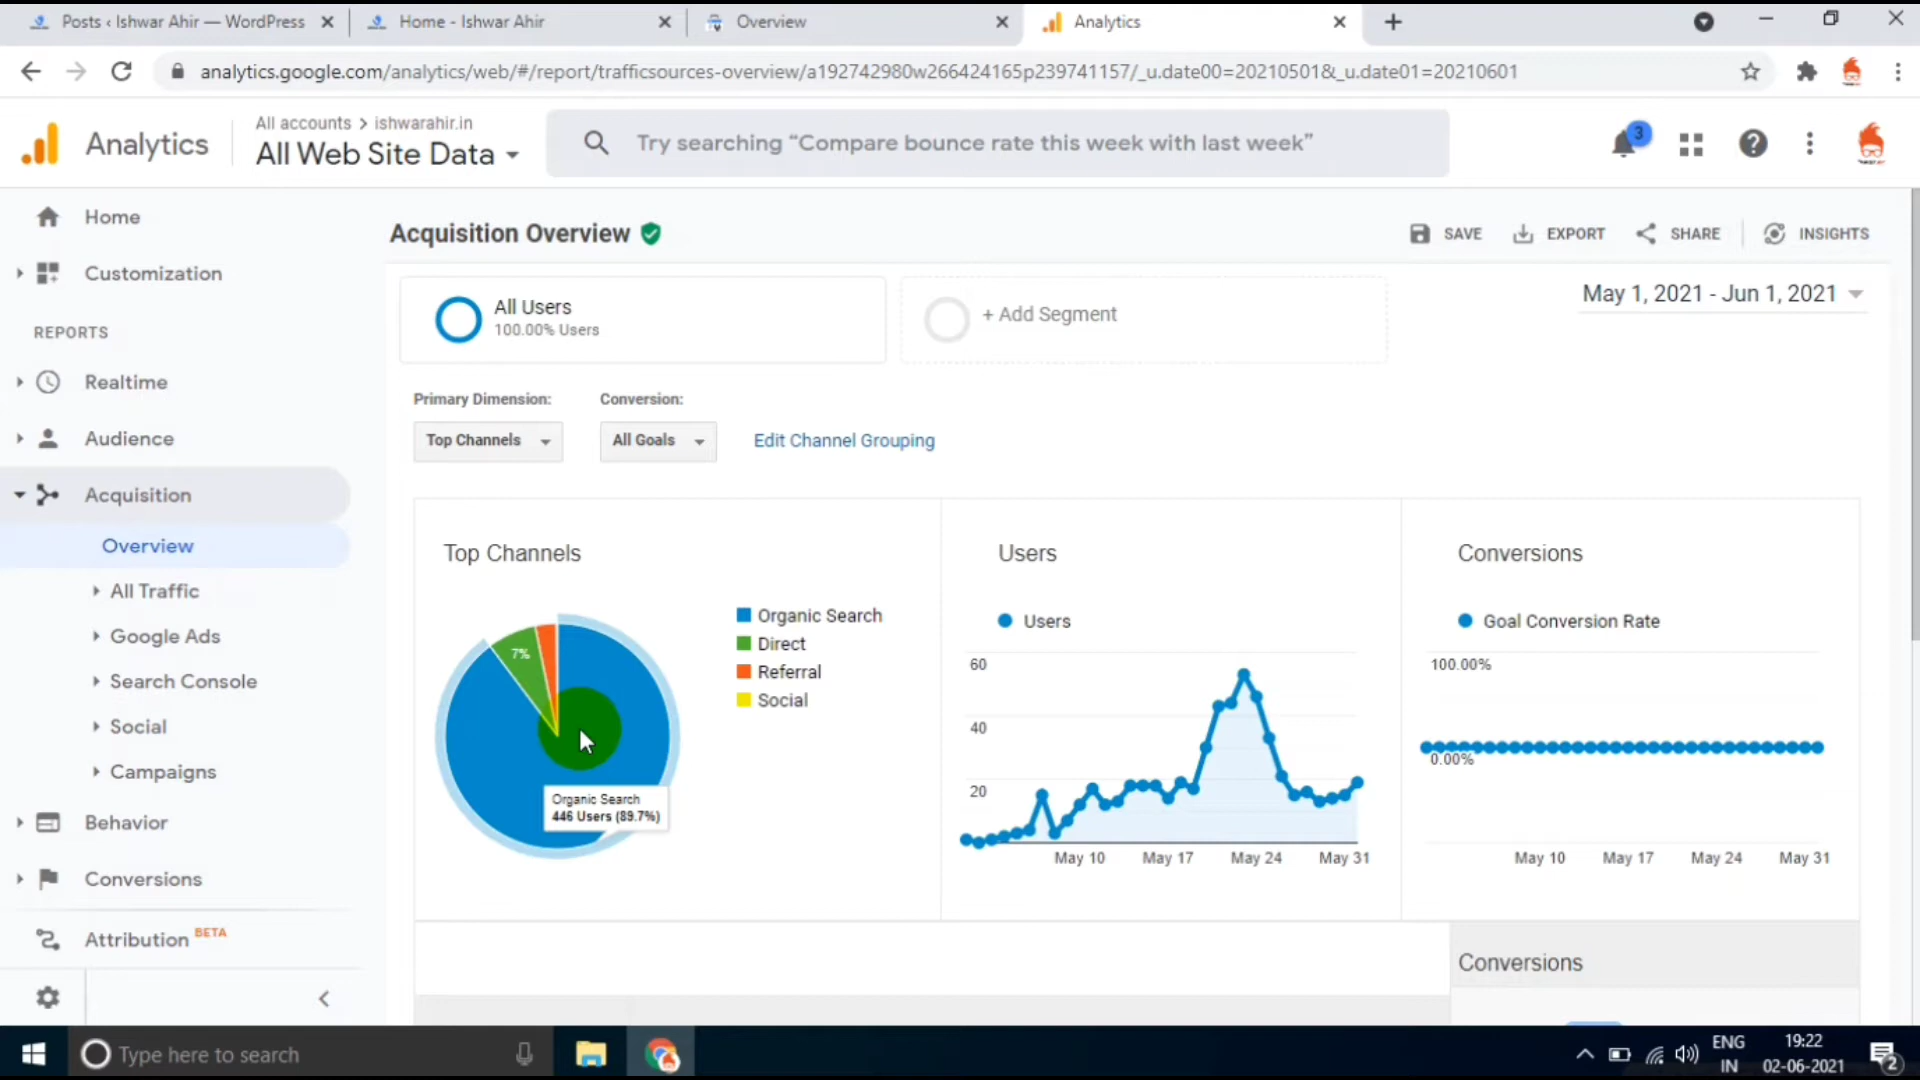 Posts ‹ Ishwar Ahir — WordPress
Home - Ishwar Ahir
Overview
Analytics
analytics.google.com/analytics/web/#/report/trafficsources-overview/a192742980w266424165p239741157/_u.date00=20210501&_u.date01=20210601
Analytics
All accounts > ishwarahir.in
All Web Site Data
Try searching “Compare bounce rate this week with last week”
3
Home
Customization
REPORTS
Realtime
Audience
Acquisition
Overview
All Traffic
Google Ads
Search Console
Social
Campaigns
Behavior
Conversions
Attribution BETA
Acquisition Overview
SAVE
EXPORT
SHARE
INSIGHTS
All Users
100.00% Users
+ Add Segment
May 1, 2021 - Jun 1, 2021
Primary Dimension:
Conversion:
Top Channels
All Goals
Edit Channel Grouping
Top Channels
7%
Organic Search
446 Users (89.7%)
Organic Search
Direct
Referral
Social
Users
Users
60
40
20
May 10
May 17
May 24
May 31
Conversions
Goal Conversion Rate
100.00%
0.00%
May 10
May 17
May 24
May 31
Conversions
Type here to search
ENG
IN
19:22
02-06-2021
2